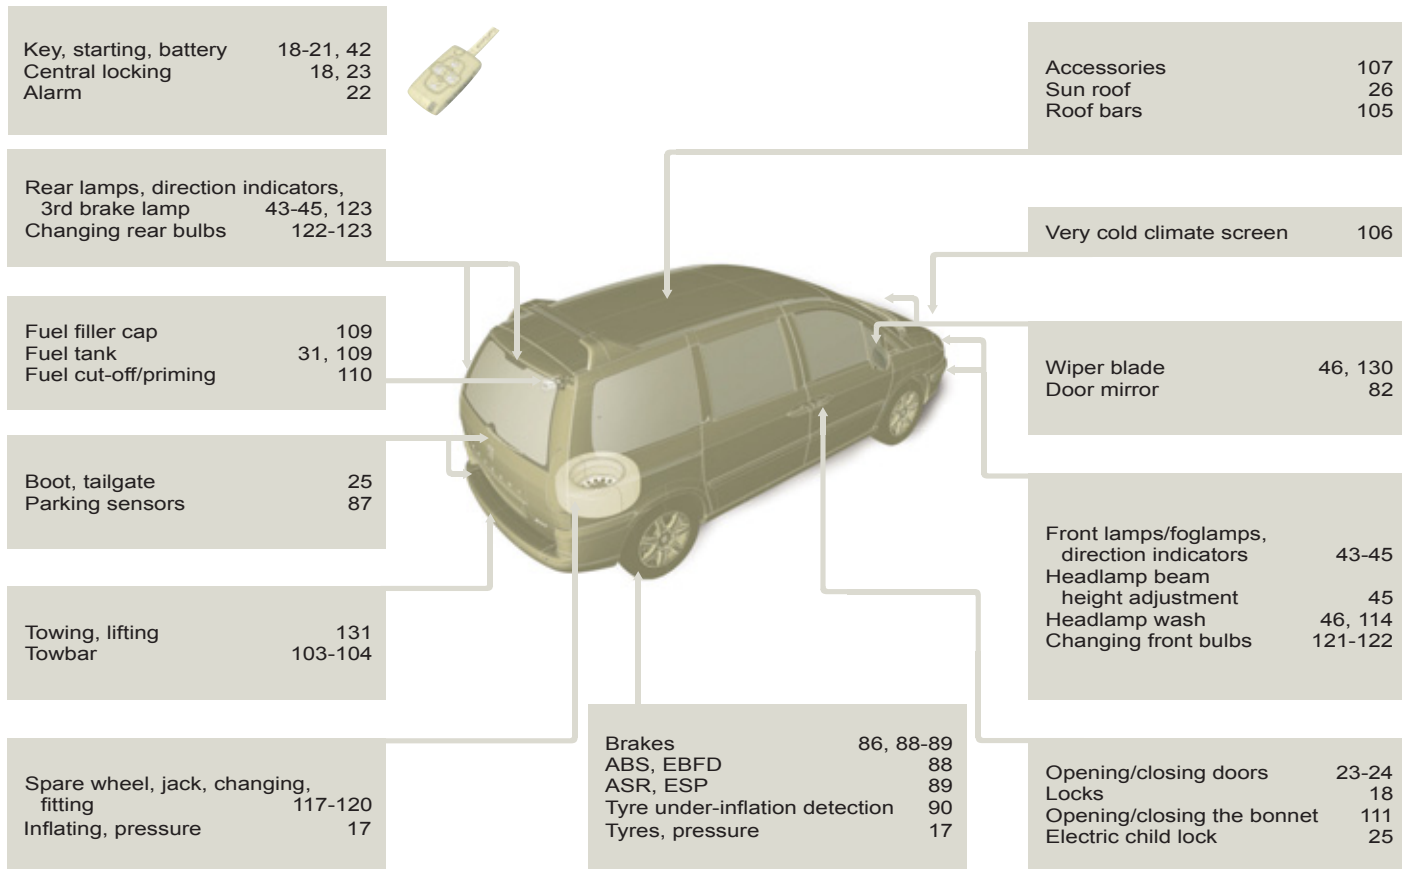 Key, starting, battery 18-21, 42
Central locking 18, 23
Alarm 22
Rear lamps, direction indicators,
3rd brake lamp 43-45, 123
Changing rear bulbs 122-123
Fuel filler cap 109
Fuel tank 31, 109
Fuel cut-off/priming 110
Boot, tailgate 25
Parking sensors 87
Towing, lifting 131
Towbar 103-104
Spare wheel, jack, changing,
fitting 117-120
Inflating, pressure 17
Brakes 86, 88-89
ABS, EBFD 88
ASR, ESP 89
Tyre under-inflation detection 90
Tyres, pressure 17
Accessories 107
Sun roof 26
Roof bars 105
Very cold climate screen 106
Wiper blade 46, 130
Door mirror 82
Front lamps/foglamps,
direction indicators 43-45
Headlamp beam
height adjustment 45
Headlamp wash 46, 114
Changing front bulbs 121-122
Opening/closing doors 23-24
Locks 18
Opening/closing the bonnet 111
Electric child lock 25